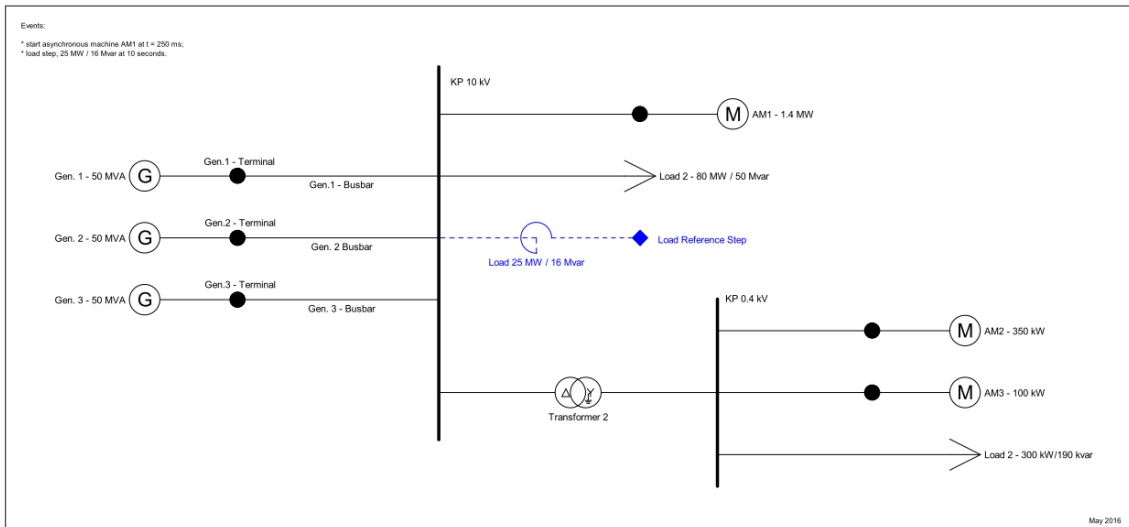 Events:
* start asynchronous machine AM1 at t = 250 ms;
* load step, 25 MW / 16 Mvar at 10 seconds.
KP 10 kV
M
AM1 - 1.4 MW
Gen. 1 - 50 MVA
G
Gen.1 - Terminal
Gen.1 - Busbar
Load 2 - 80 MW / 50 Mvar
Gen. 2 - 50 MVA
G
Gen.2 - Terminal
Gen. 2 Busbar
Load 25 MW / 16 Mvar
Load Reference Step
Gen. 3 - 50 MVA
G
Gen.3 - Terminal
Gen. 3 - Busbar
KP 0.4 kV
M
AM2 - 350 kW
Transformer 2
M
AM3 - 100 kW
Load 2 - 300 kW/190 kvar
May 2016